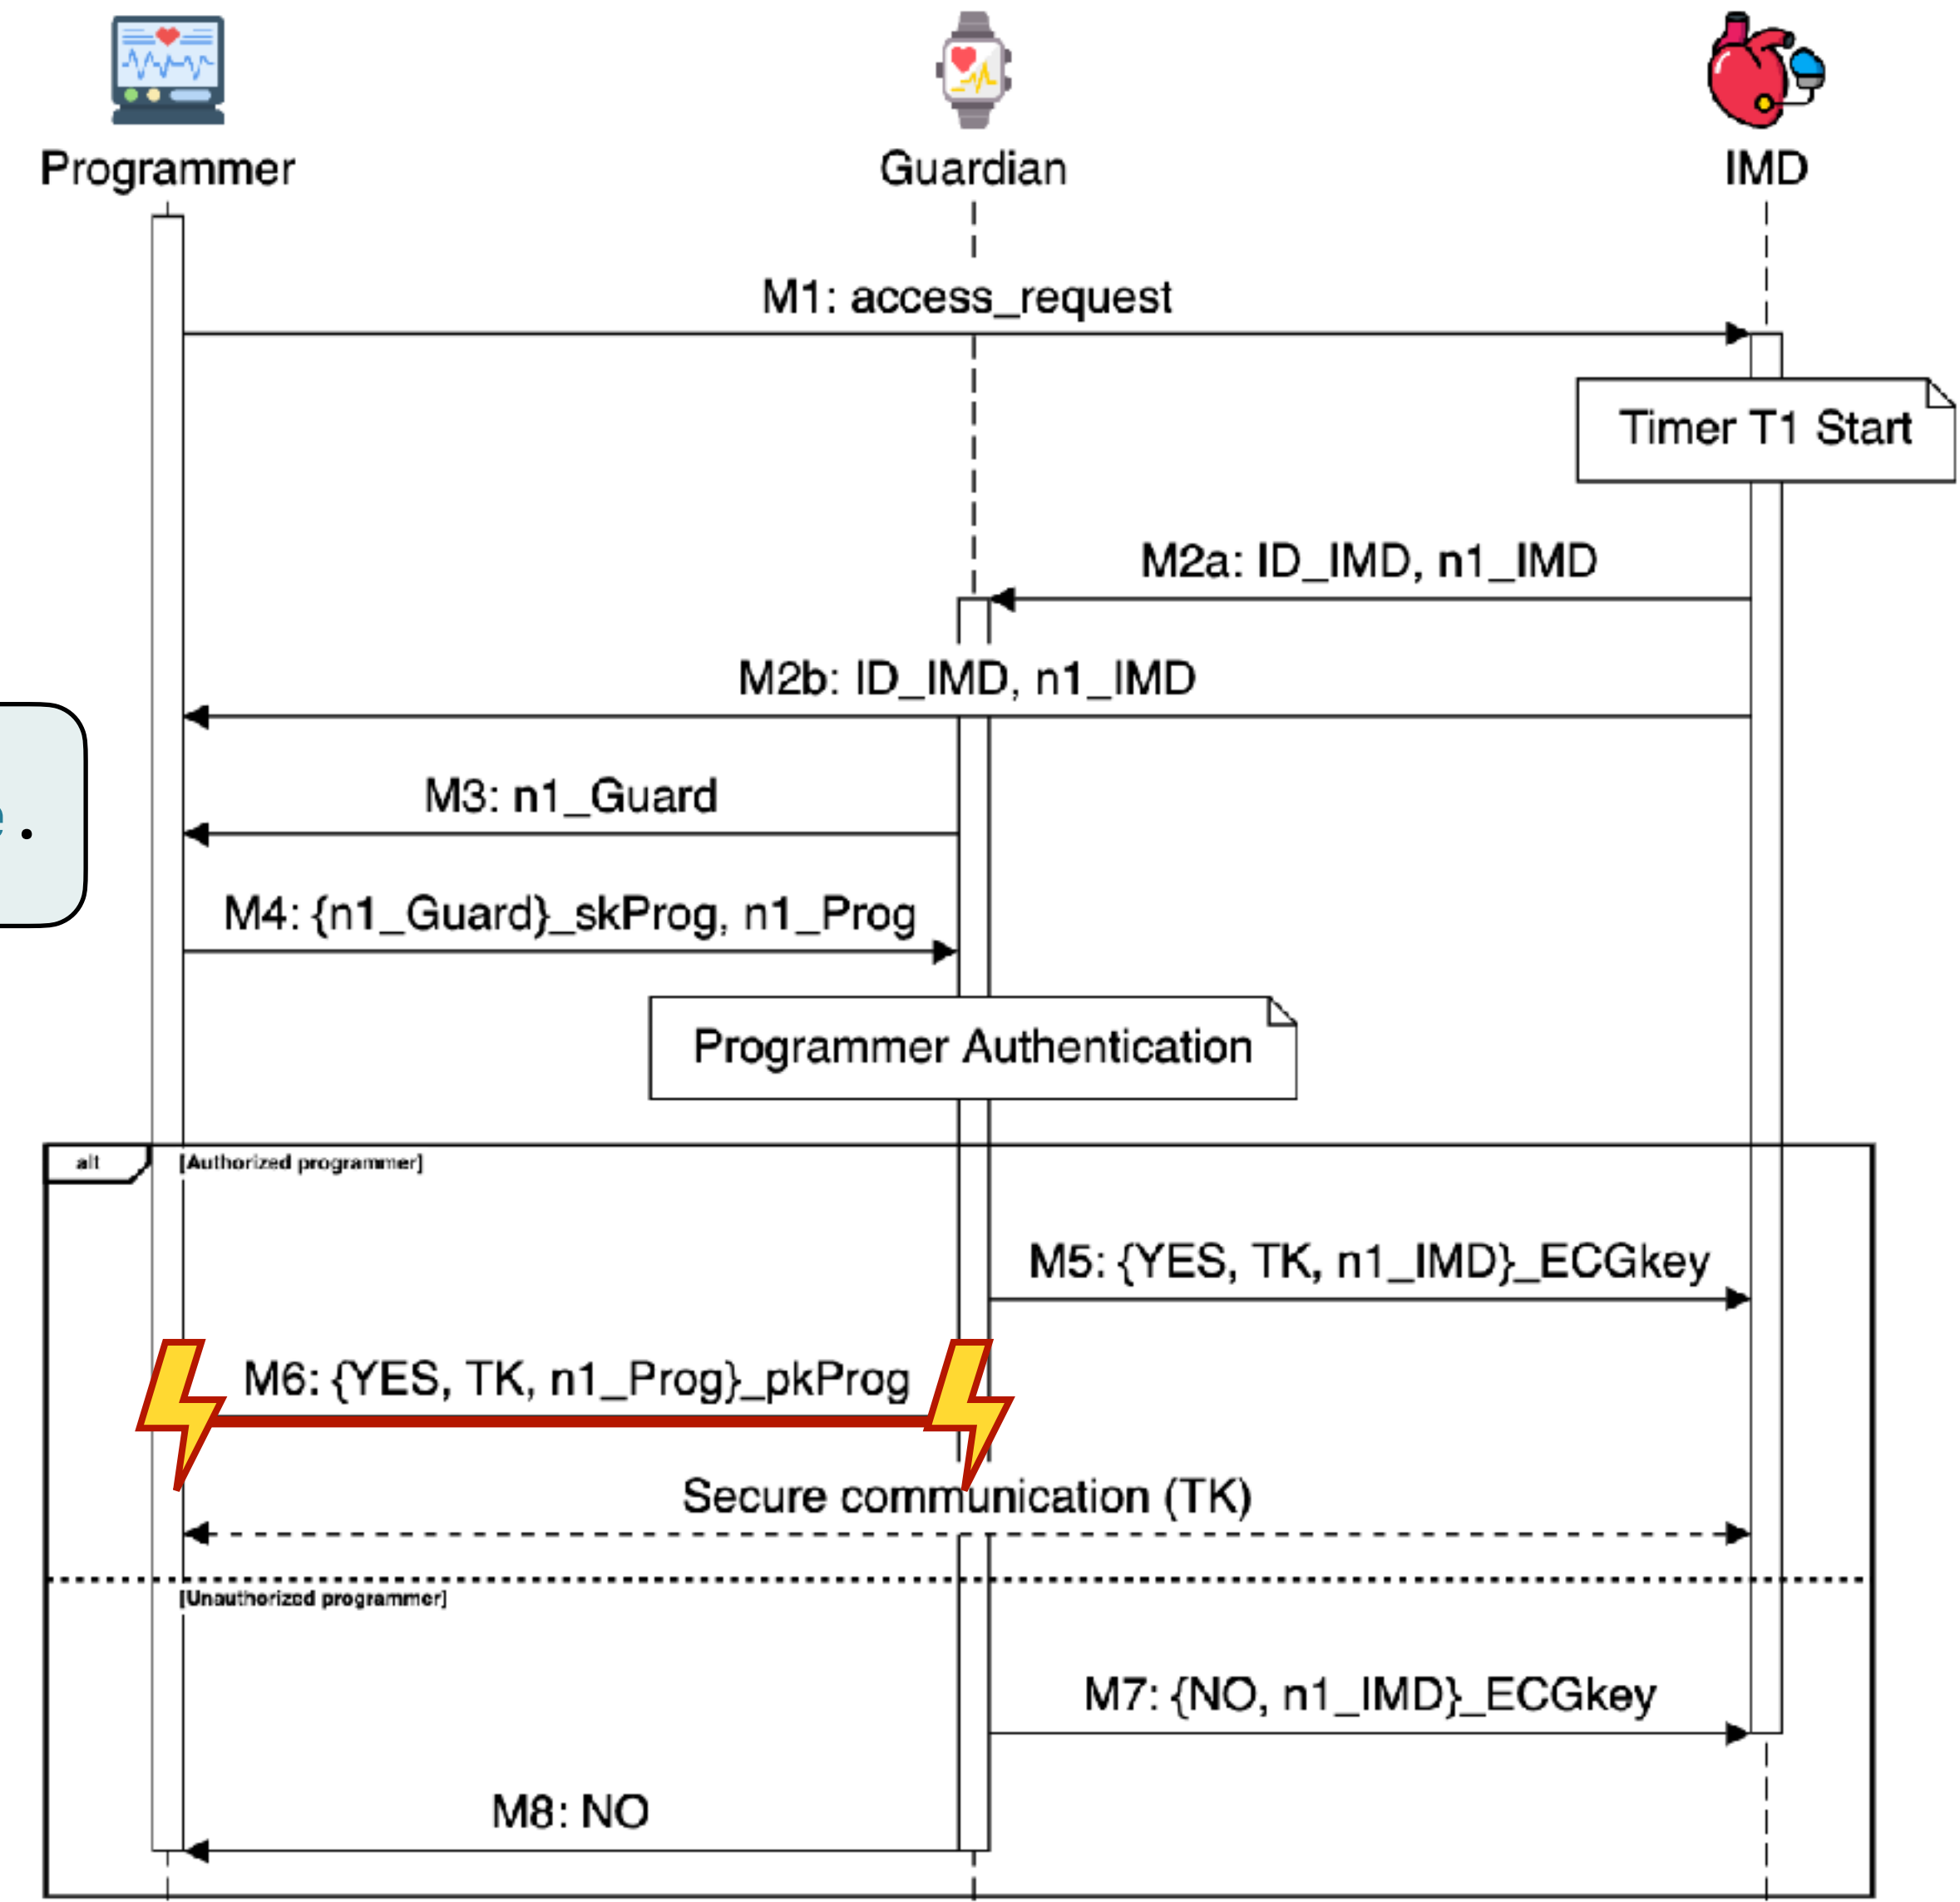 Programmer
Guardian
IMD
M1: access_request
Timer T1 Start
M2a: ID_IMD, n1_IMD
M2b: ID_IMD, n1_IMD
M3: n1_Guard
.
M4: {n1_Guard}_skProg, n1_Prog
Programmer Authentication
alt
[Authorized programmer]
M5: {YES, TK, n1_IMD}_ECGkey
M6: {YES, TK, n1_Prog}_pkProg
Secure communication (TK)
[Unauthorized programmer]
M7: {NO, n1_IMD}_ECGkey
M8: NO